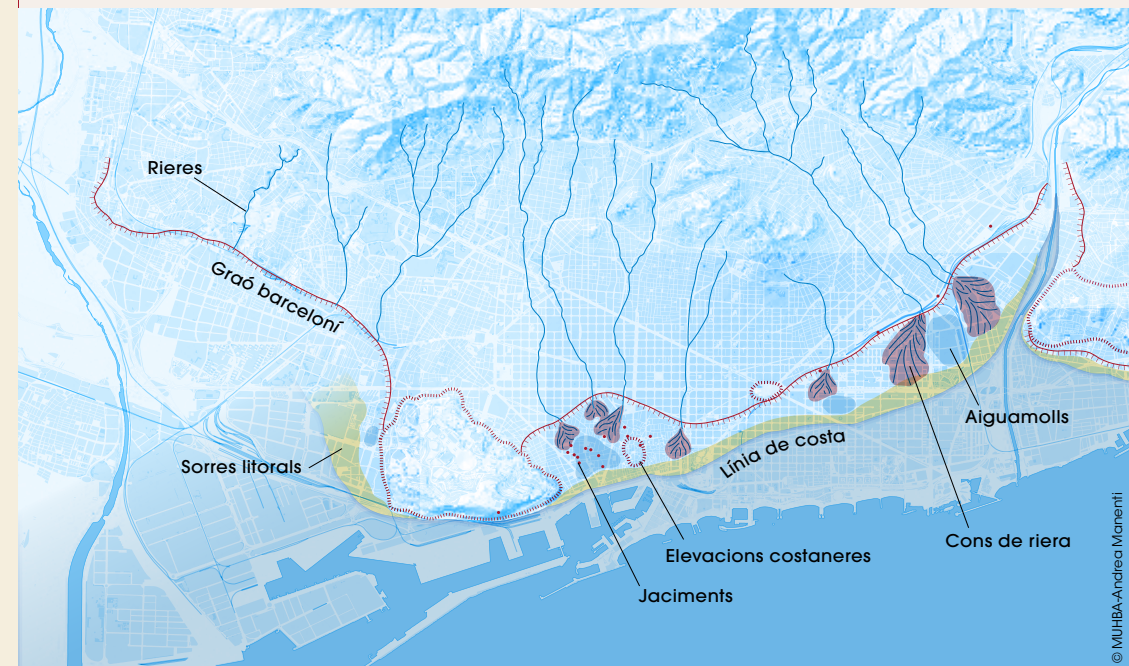 Rieres
Graó barceloní
Sorres litorals
Línia de costa
Aiguamolls
Cons de riera
Elevacions costaneres
Jaciments
© MUHBA-Andrea Manenti